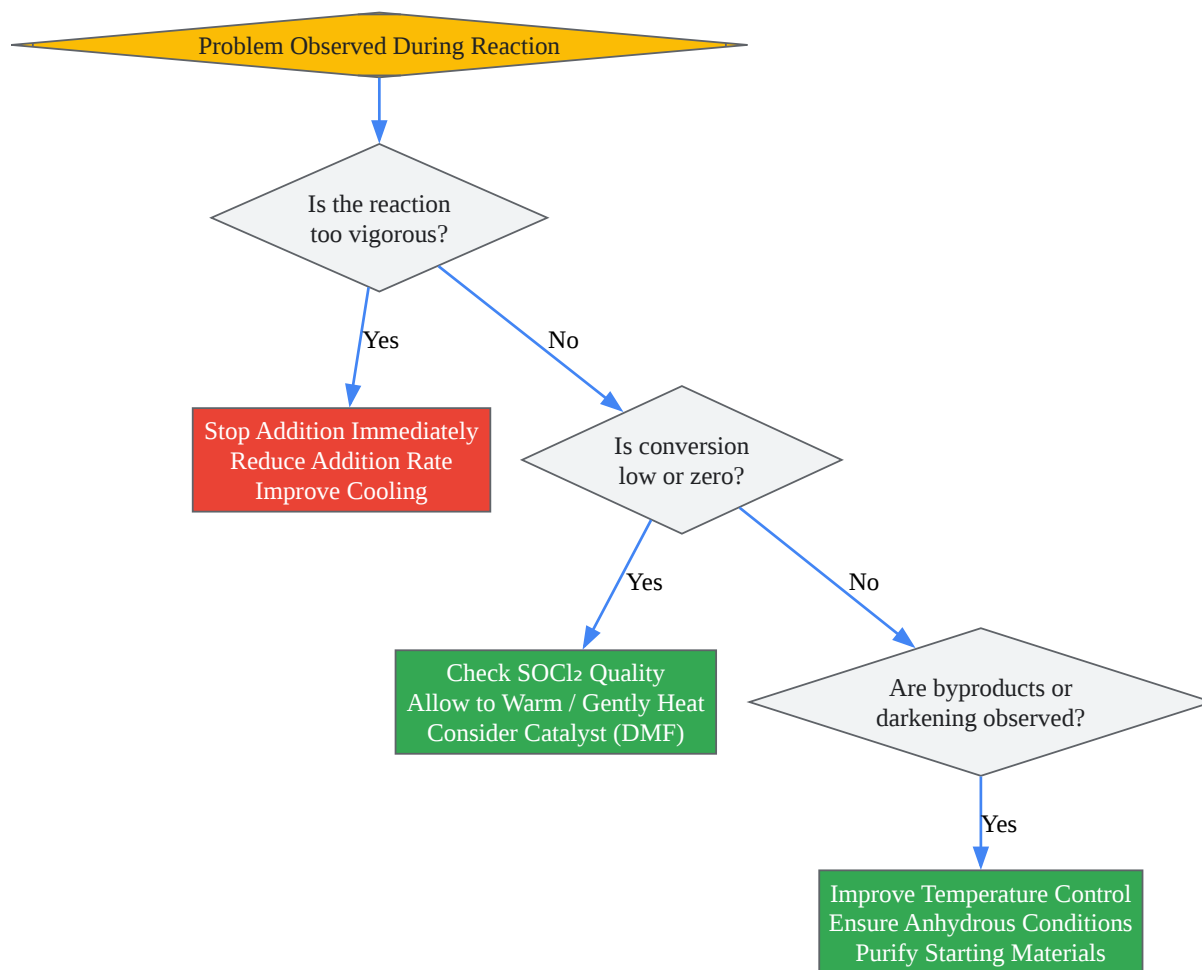 Problem Observed During Reaction
Is the reaction
too vigorous?
Yes
No
Stop Addition Immediately
Reduce Addition Rate
Improve Cooling
Is conversion
low or zero?
Yes
No
Check SOCl₂ Quality
Allow to Warm / Gently Heat
Consider Catalyst (DMF)
Are byproducts or
darkening observed?
Yes
Improve Temperature Control
Ensure Anhydrous Conditions
Purify Starting Materials